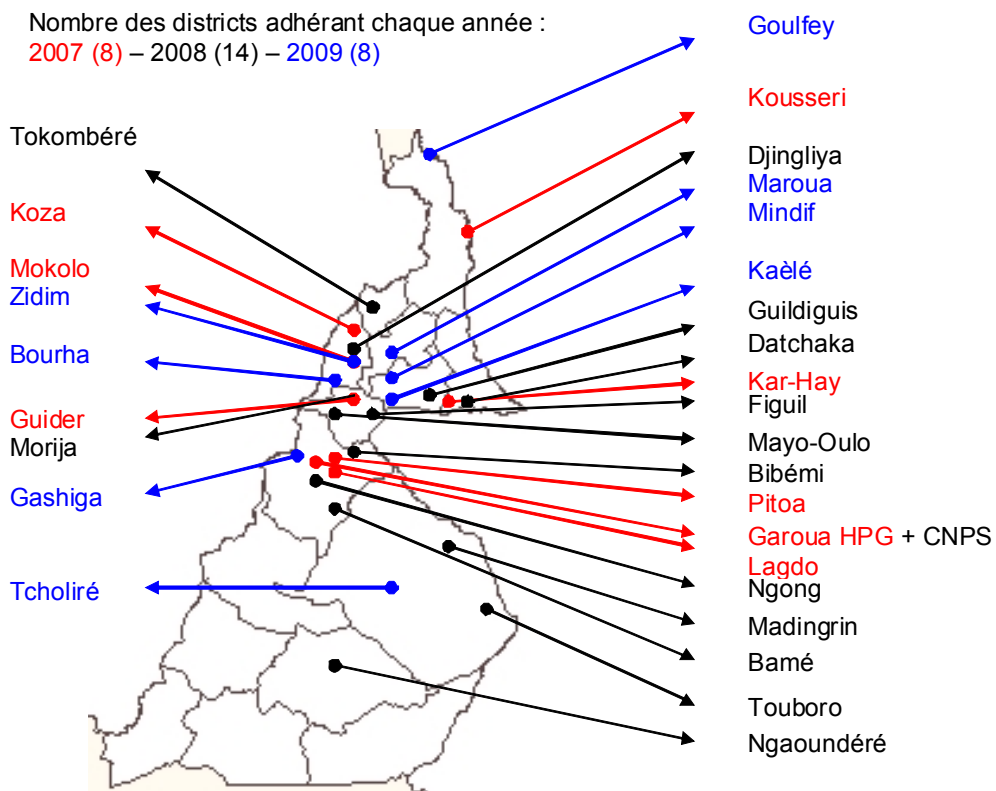 Nombre des districts adhérant chaque année :
2007 (8) – 2008 (14) – 2009 (8)
Tokombéré
Koza
Mokolo
Zidim
Bourha
Guider
Morija
Gashiga
Tcholiré
Goulfey
Kousseri
Djingliya
Maroua
Mindif
Kaèlé
Guildiguis
Datchaka
Kar-Hay
Figuil
Mayo-Oulo
Bibémi
Pitoa
Garoua HPG + CNPS
Lagdo
Ngong
Madingrin
Bamé
Touboro
Ngaoundéré